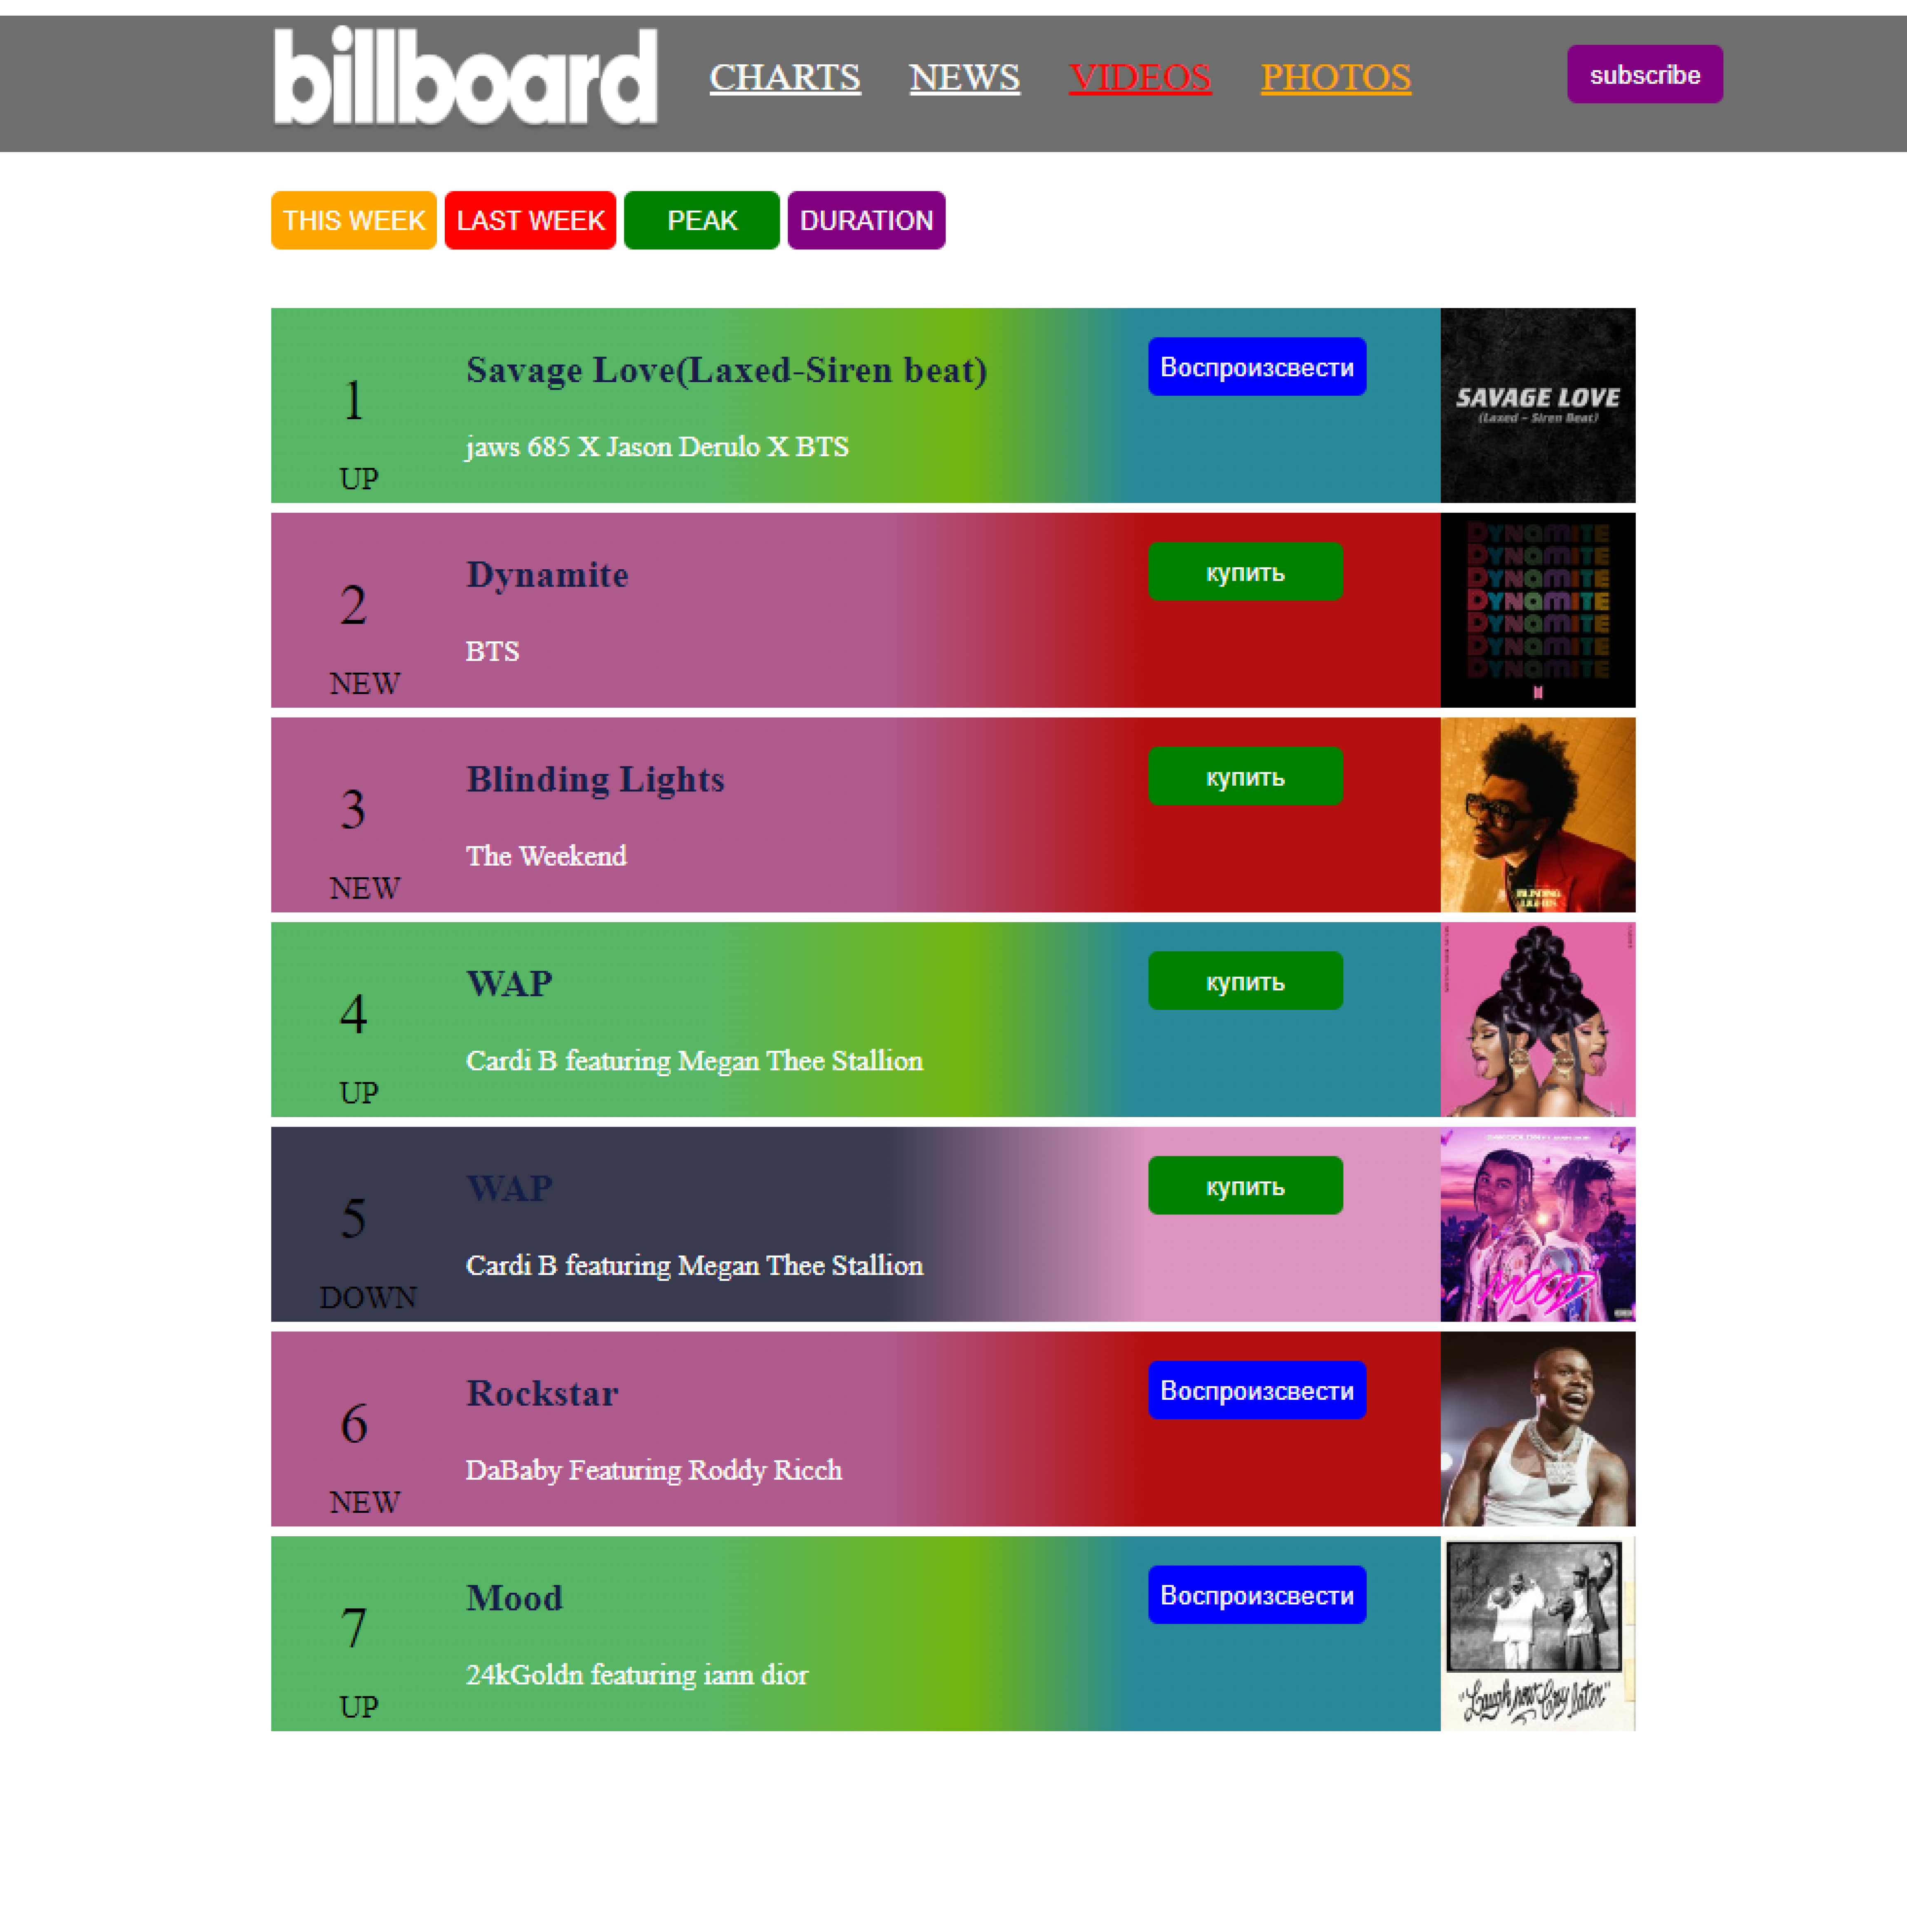 billboard CHARTS NEWS VIDEOS PHOTOS subscribe
THIS WEEK LAST WEEK PEAK DURATION
1
UP
Savage Love(Laxed-Siren beat)
jaws 685 X Jason Derulo X BTS
Воспроизсвести
SAVAGE LOVE
(Laxed – Siren Beat)
2
NEW
Dynamite
BTS
купить
DYNAMITE
DYNAMITE
DYNAMITE
DYNAMITE
DYNAMITE
DYNAMITE
DYNAMITE
3
NEW
Blinding Lights
The Weekend
купить
BLINDING
LIGHTS
4
UP
WAP
Cardi B featuring Megan Thee Stallion
купить
5
DOWN
WAP
Cardi B featuring Megan Thee Stallion
купить
MOOD
6
NEW
Rockstar
DaBaby Featuring Roddy Ricch
Воспроизсвести
7
UP
Mood
24kGoldn featuring iann dior
Воспроизсвести
"Laugh now Cry later"